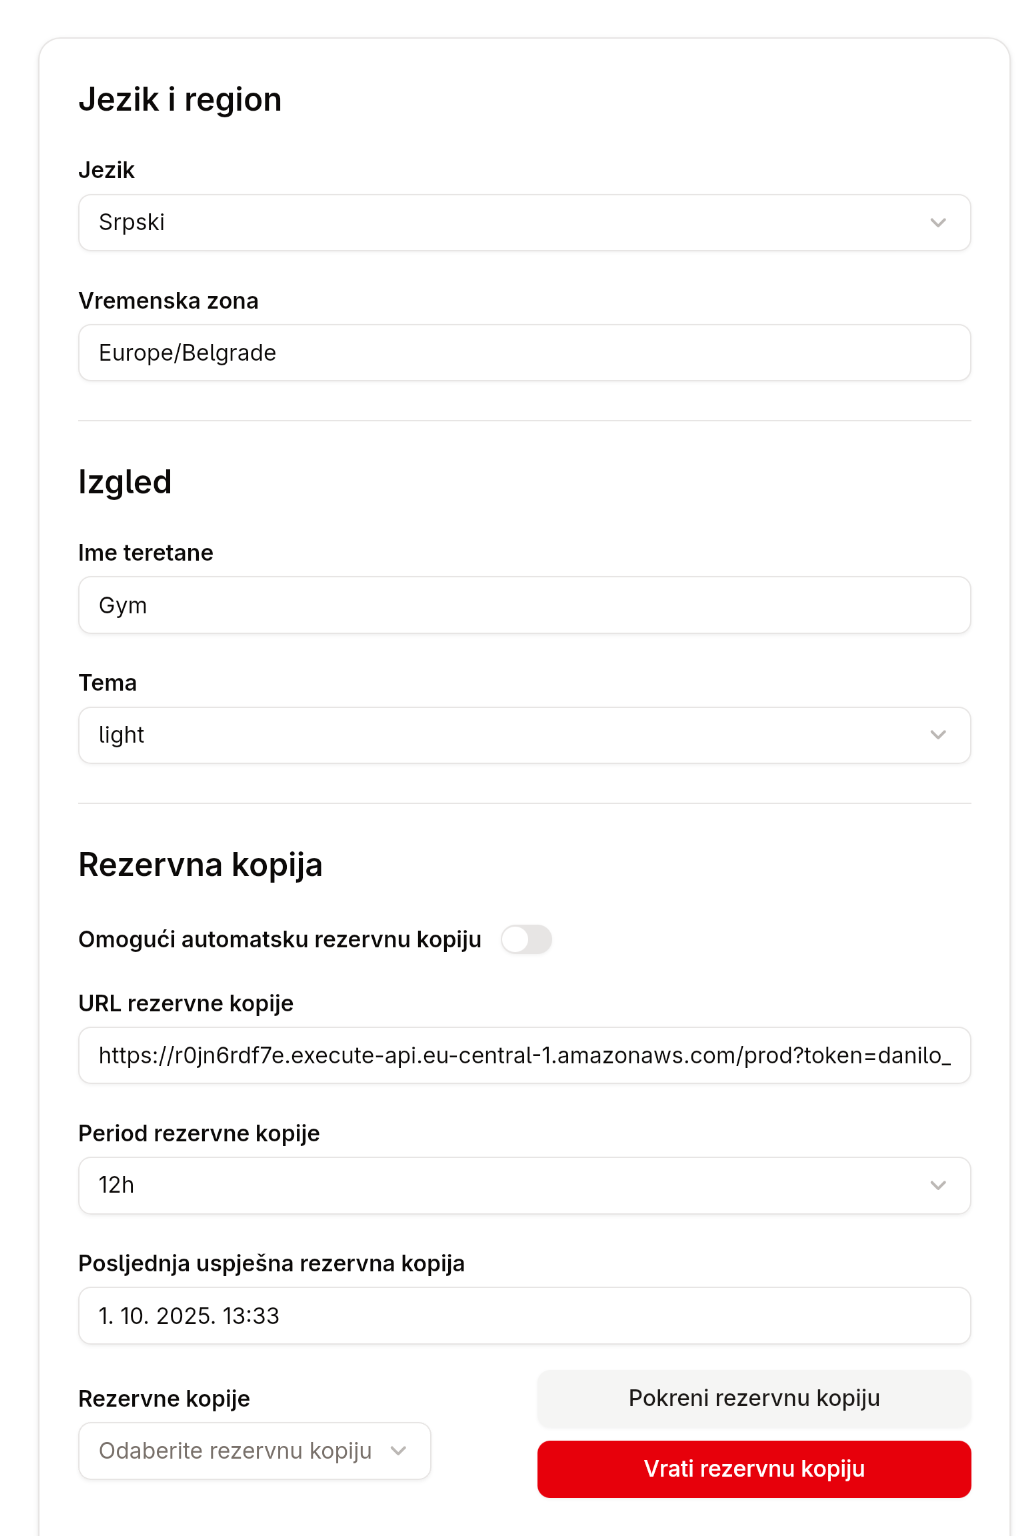 Jezik i region
Jezik
Srpski
Vremenska zona
Europe/Belgrade
Izgled
Ime teretane
Gym
Tema
light
Rezervna kopija
Omogući automatsku rezervnu kopiju
URL rezervne kopije
https://r0jn6rdf7e.execute-api.eu-central-1.amazonaws.com/prod?token=danilo_
Period rezervne kopije
12h
Posljednja uspješna rezervna kopija
1. 10. 2025. 13:33
Rezervne kopije
Odaberite rezervnu kopiju
Pokreni rezervnu kopiju
Vrati rezervnu kopiju